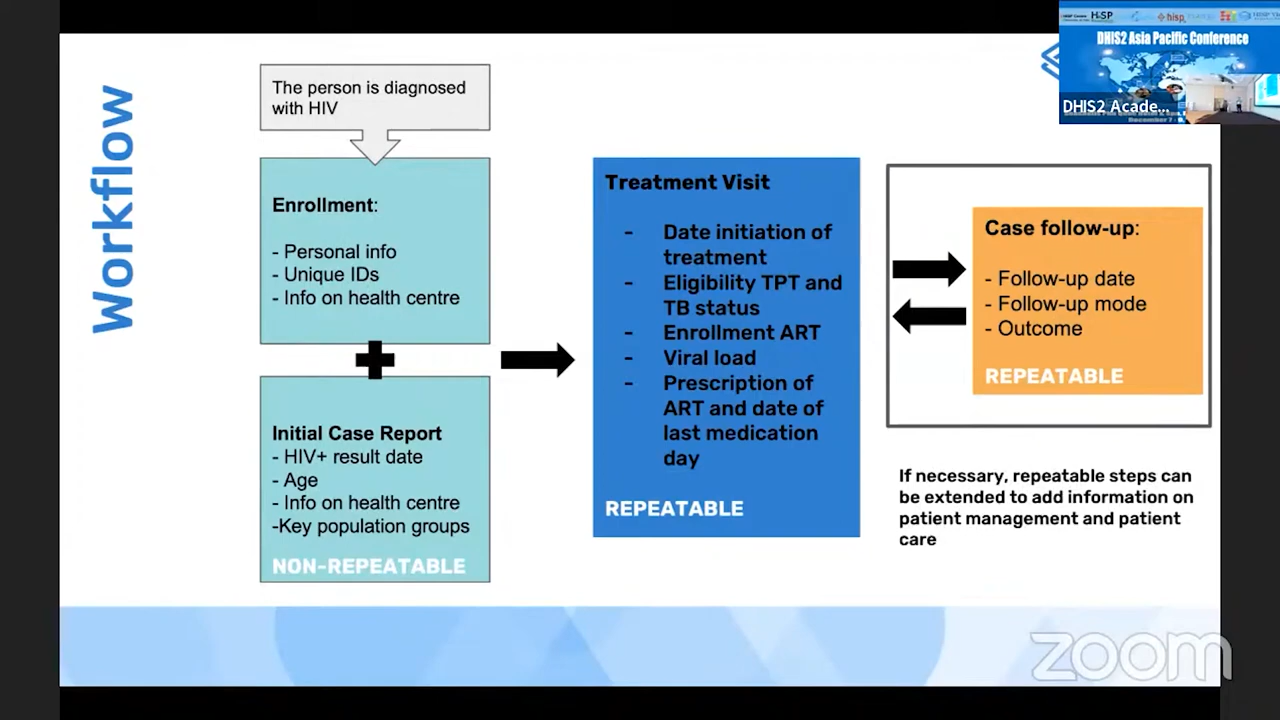 Workflow
The person is diagnosed
with HIV
Enrollment:
- Personal info
- Unique IDs
- Info on health centre
Initial Case Report
- HIV+ result date
- Age
- Info on health centre
-Key population groups
NON-REPEATABLE
Treatment Visit
- Date initiation of
treatment
- Eligibility TPT and
TB status
- Enrollment ART
- Viral load
- Prescription of
ART and date of
last medication
day
REPEATABLE
Case follow-up:
- Follow-up date
- Follow-up mode
- Outcome
REPEATABLE
If necessary, repeatable steps can
be extended to add information on
patient management and patient
care
HISP
hisp
DHIS2 Asia Pacific Conference
DHIS2 Acade...
zoom